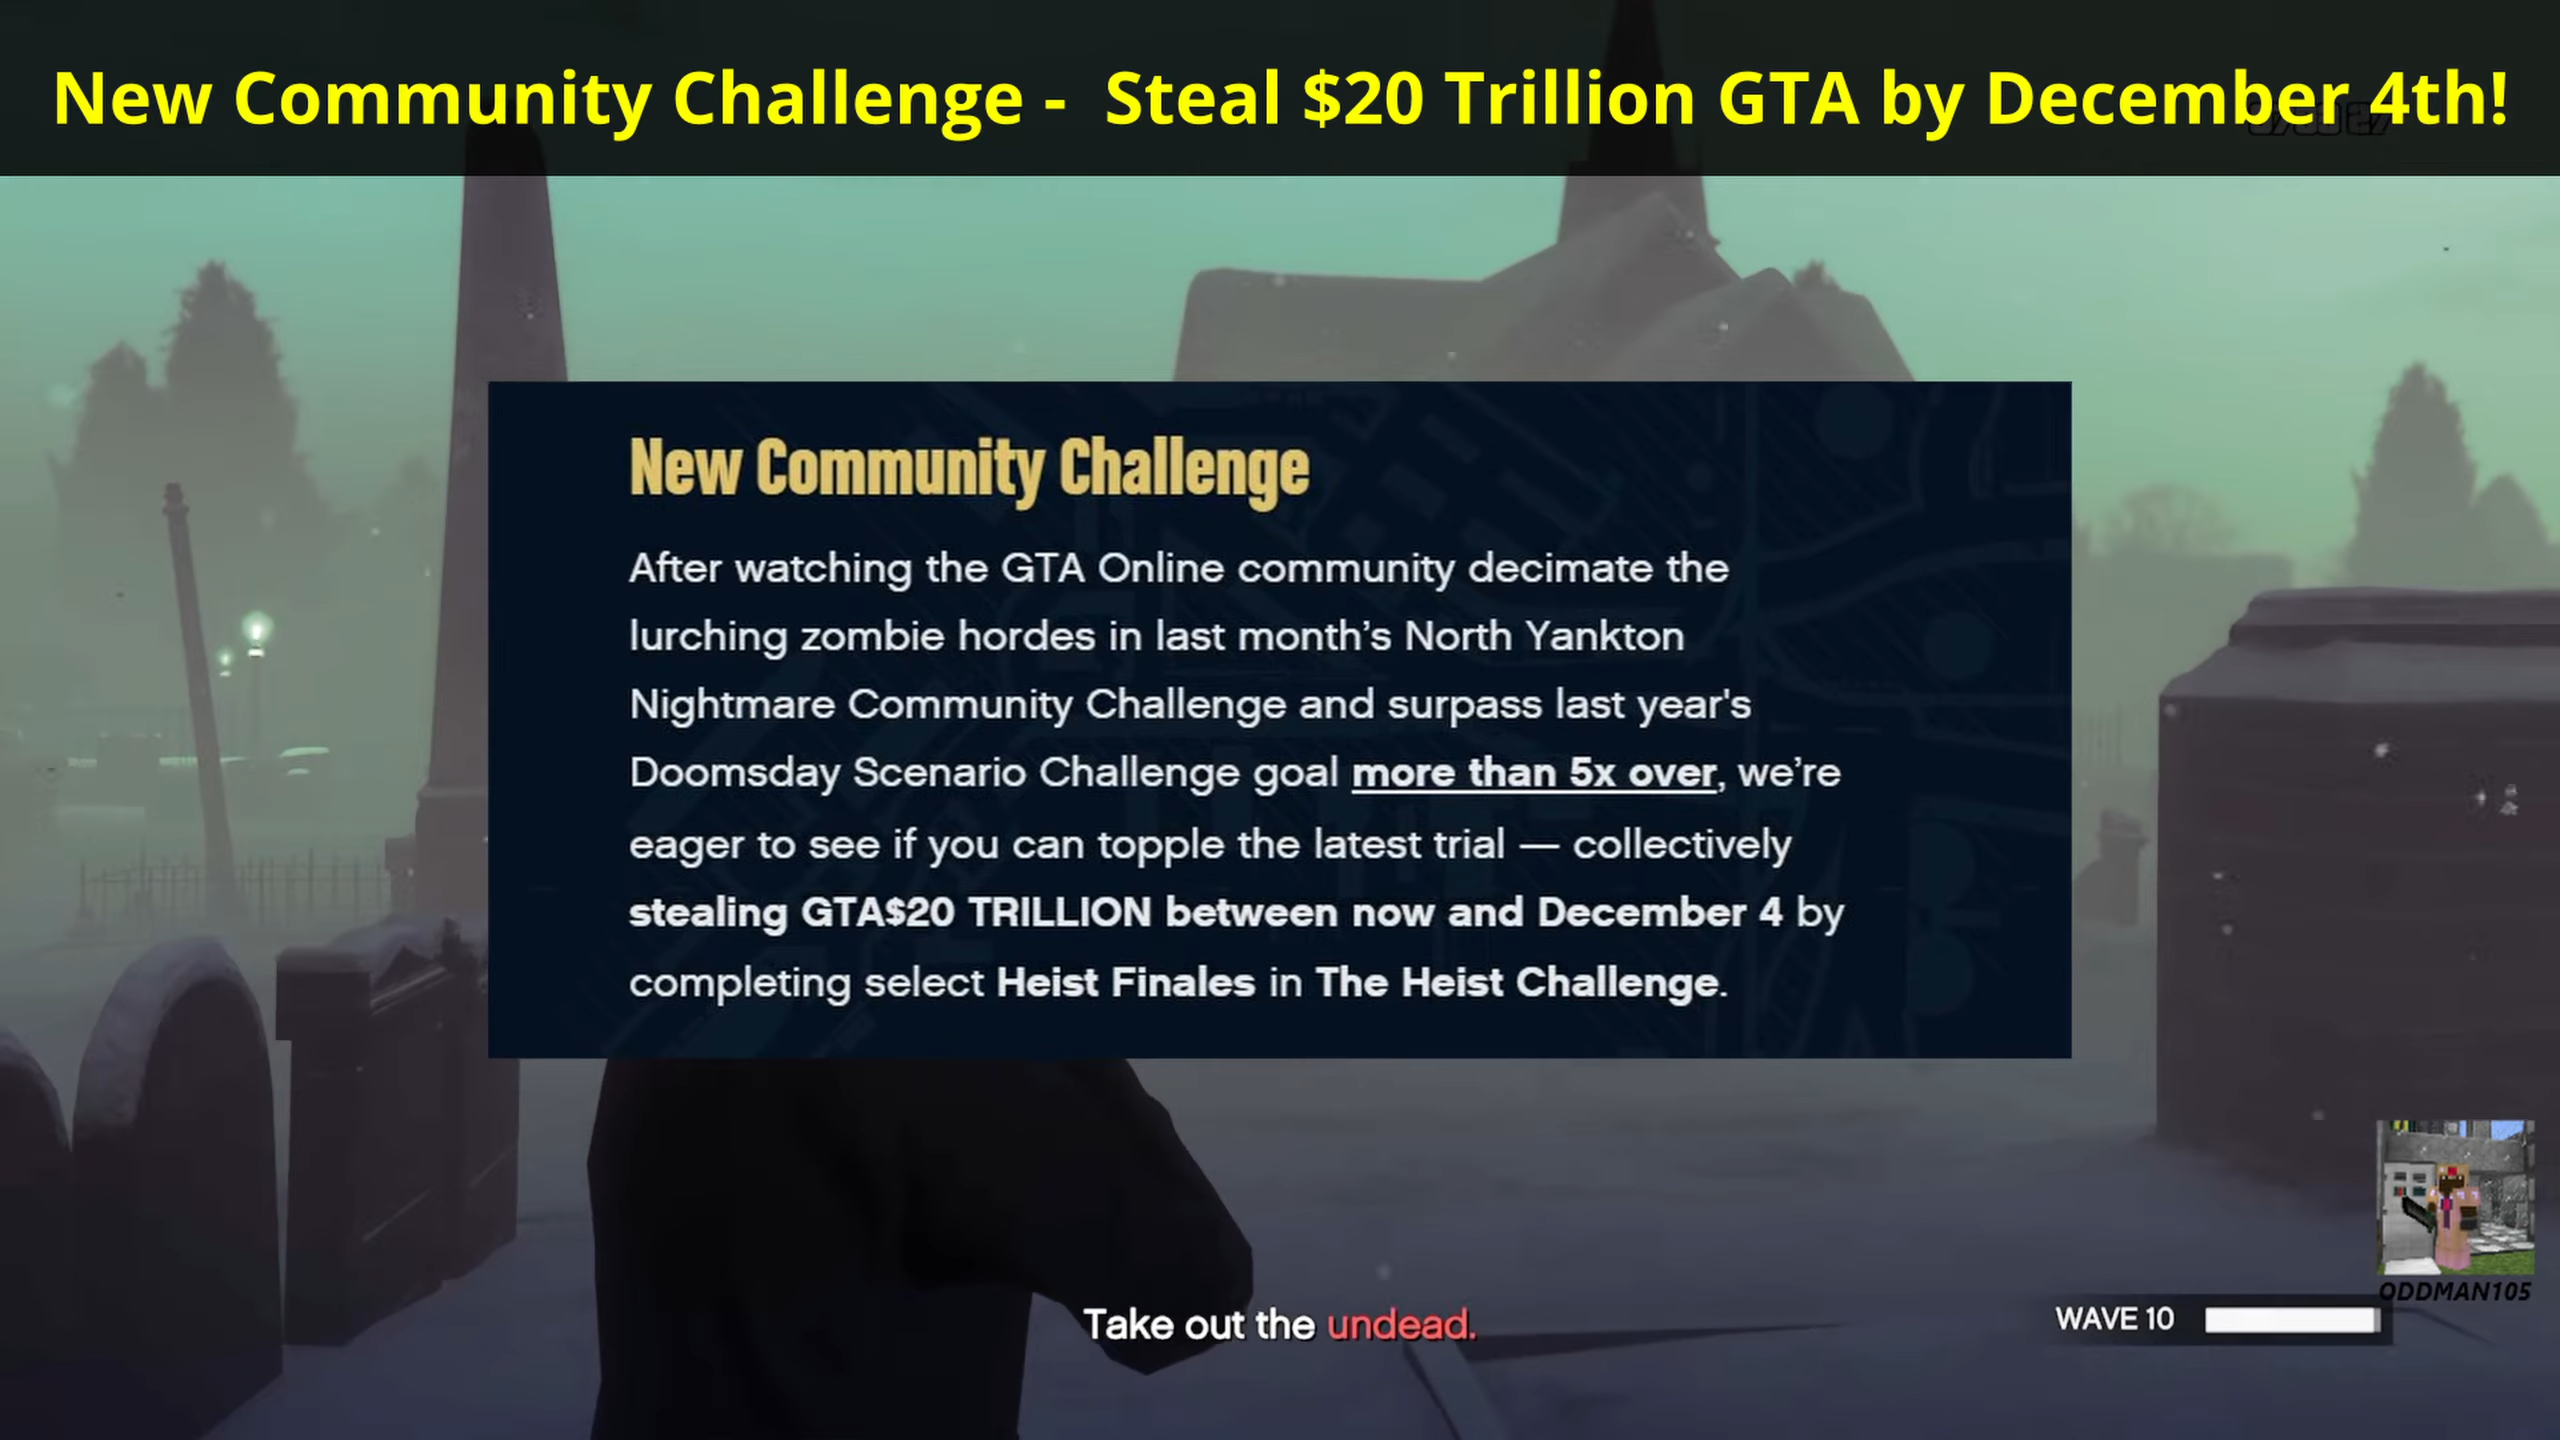 New Community Challenge -  Steal $20 Trillion GTA by December 4th!
New Community Challenge
After watching the GTA Online community decimate the
lurching zombie hordes in last month’s North Yankton
Nightmare Community Challenge and surpass last year's
Doomsday Scenario Challenge goal more than 5x over, we’re
eager to see if you can topple the latest trial — collectively
stealing GTA$20 TRILLION between now and December 4 by
completing select Heist Finales in The Heist Challenge.
ODDMAN105
Take out the undead.
WAVE 10